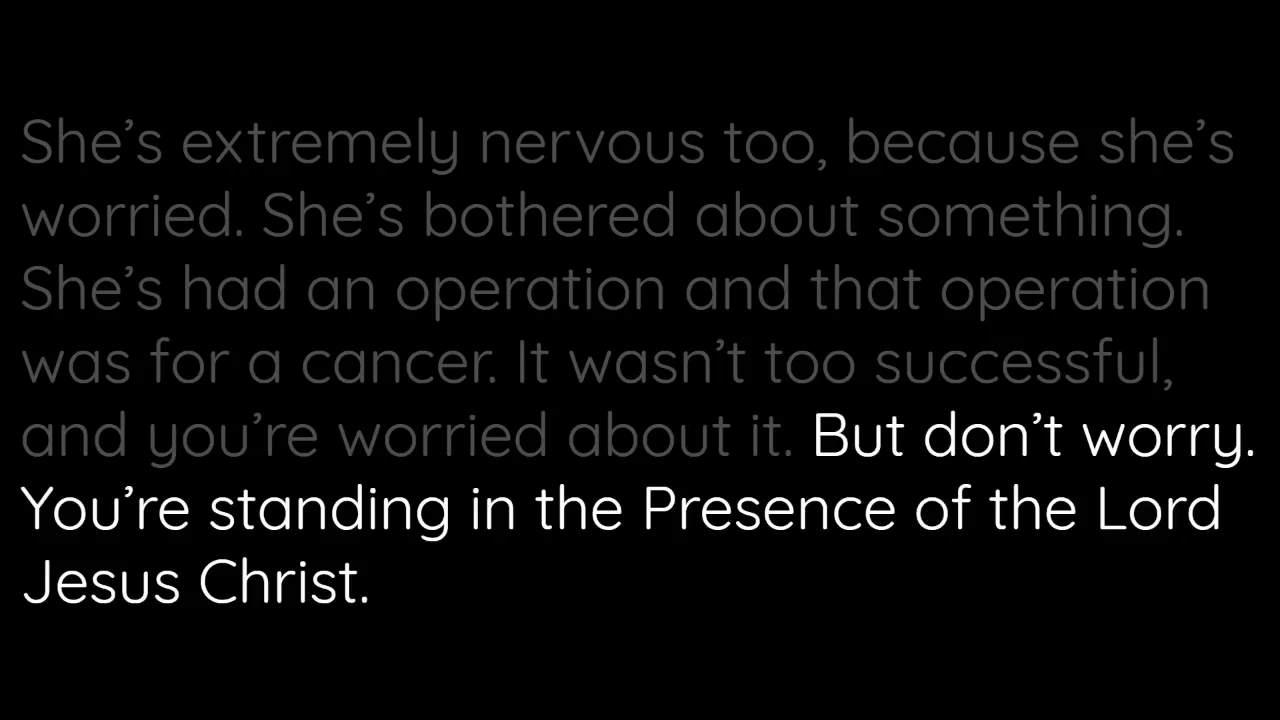 She’s extremely nervous too, because she’s
worried. She’s bothered about something.
She’s had an operation and that operation
was for a cancer. It wasn’t too successful,
and you’re worried about it. But don’t worry.
You’re standing in the Presence of the Lord
Jesus Christ.